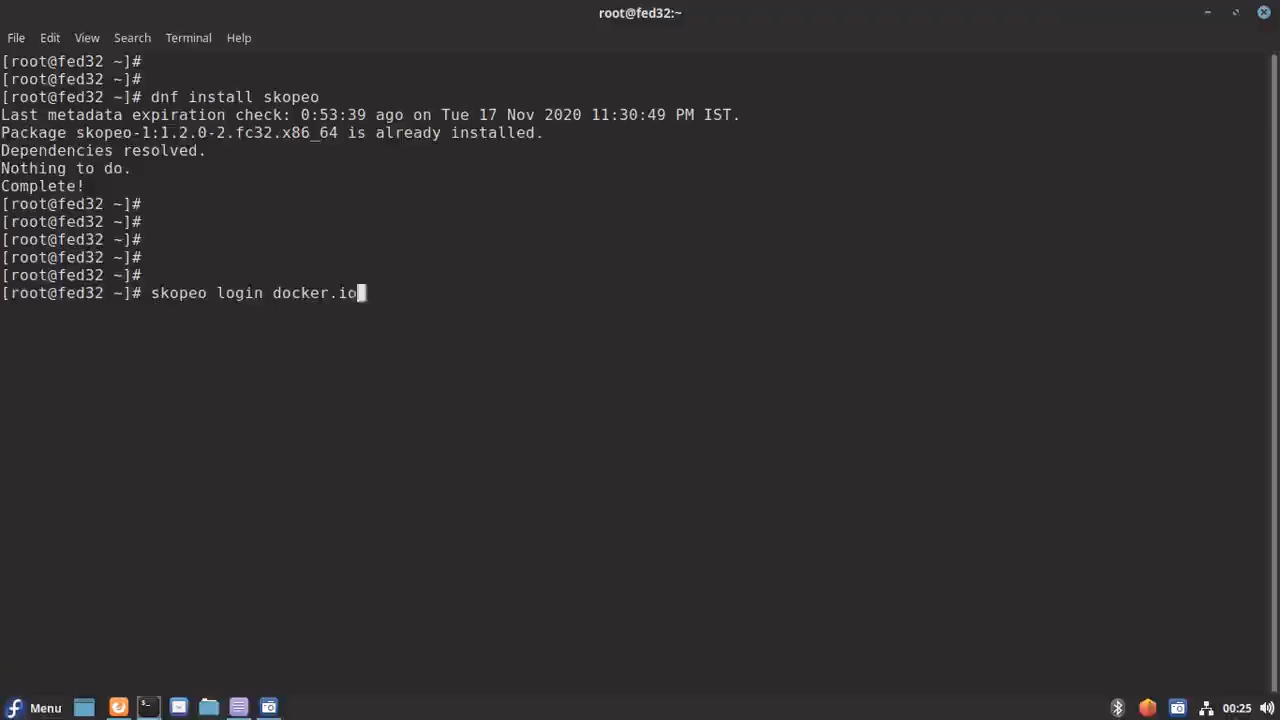 root@fed32:~
File Edit View Search Terminal Help
[root@fed32 ~]#
[root@fed32 ~]#
[root@fed32 ~]# dnf install skopeo
Last metadata expiration check: 0:53:39 ago on Tue 17 Nov 2020 11:30:49 PM IST.
Package skopeo-1:1.2.0-2.fc32.x86_64 is already installed.
Dependencies resolved.
Nothing to do.
Complete!
[root@fed32 ~]#
[root@fed32 ~]#
[root@fed32 ~]#
[root@fed32 ~]#
[root@fed32 ~]#
[root@fed32 ~]# skopeo login docker.io
Menu 00:25